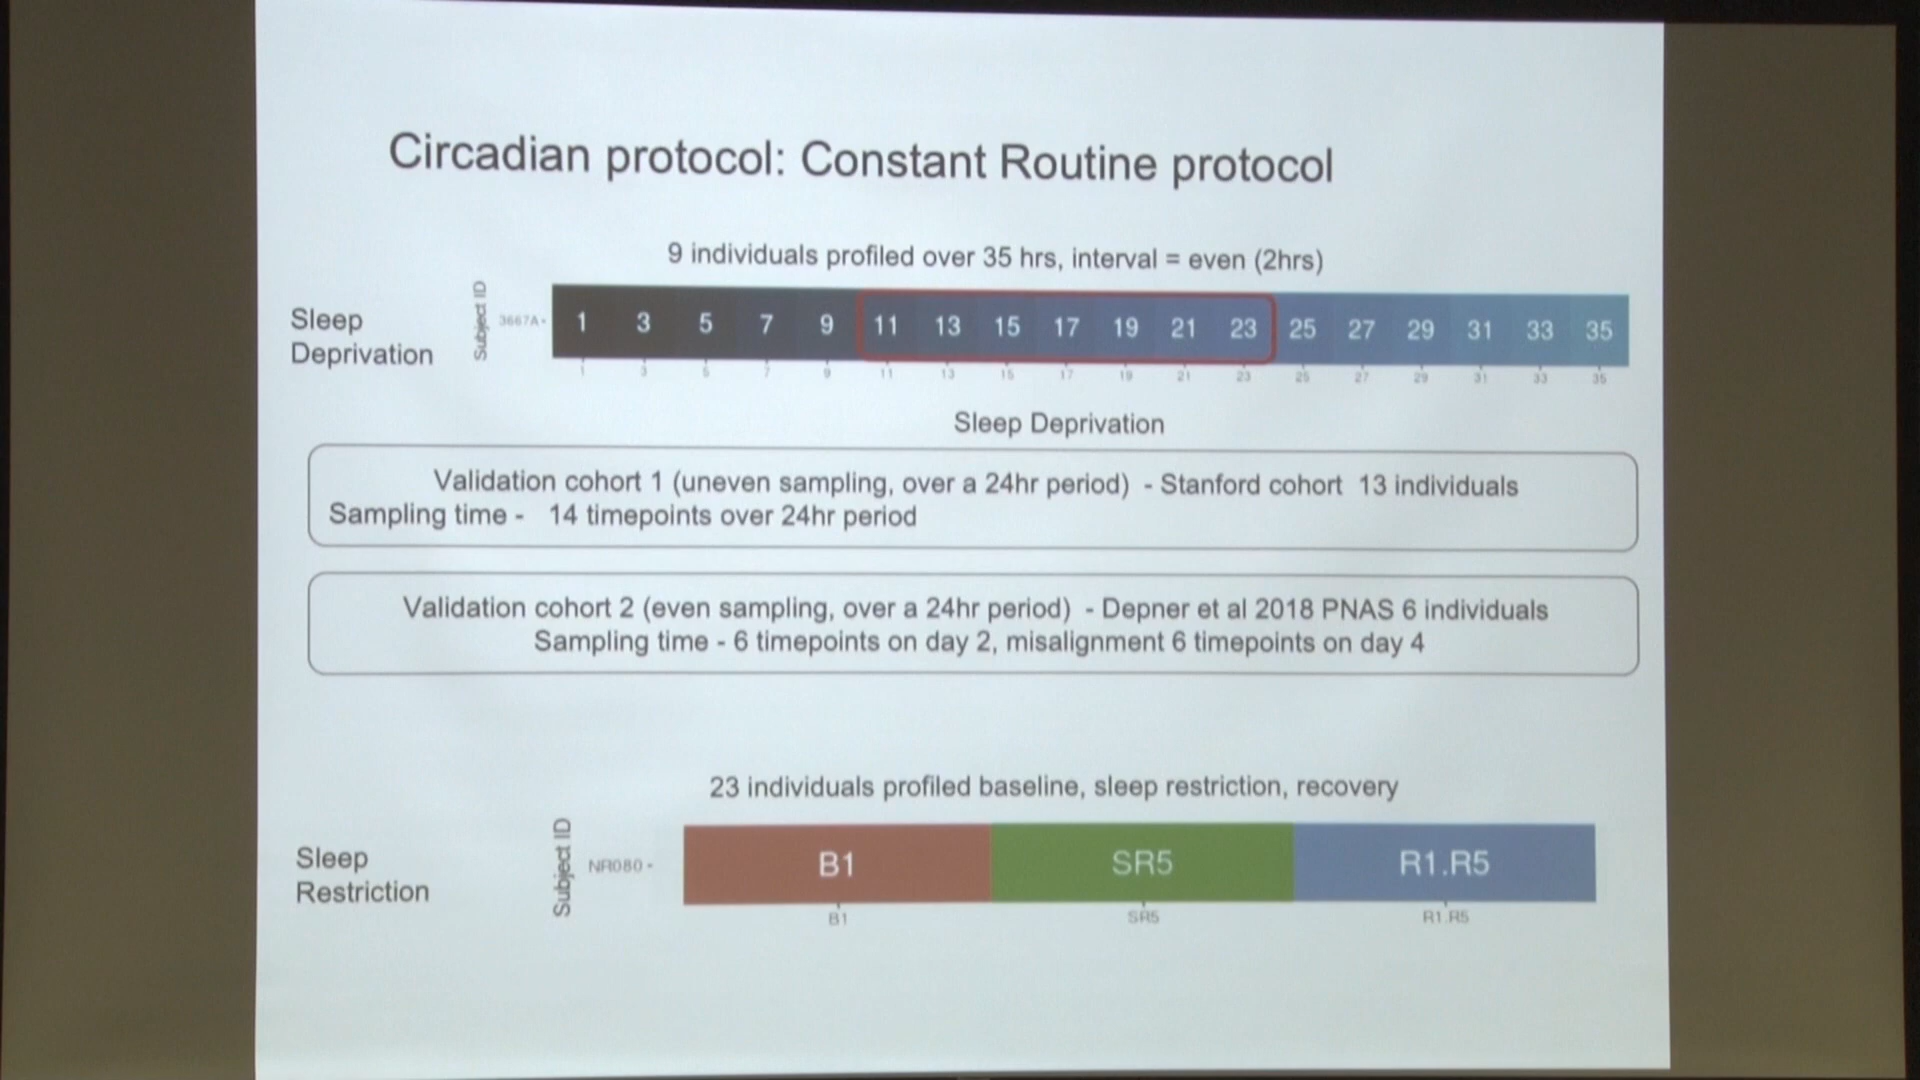 Circadian protocol: Constant Routine protocol
9 individuals profiled over 35 hrs, interval = even (2hrs)
Sleep
Deprivation
Subject ID
3667A-
1 3 5 7 9 11 13 15 17 19 21 23 25 27 29 31 33 35
1 3 5 7 9 11 13 15 17 19 21 23 25 27 29 31 33 35
Sleep Deprivation
Validation cohort 1 (uneven sampling, over a 24hr period) - Stanford cohort 13 individuals
Sampling time - 14 timepoints over 24hr period
Validation cohort 2 (even sampling, over a 24hr period) - Depner et al 2018 PNAS 6 individuals
Sampling time - 6 timepoints on day 2, misalignment 6 timepoints on day 4
23 individuals profiled baseline, sleep restriction, recovery
Sleep
Restriction
Subject ID
NR080-
B1 SR5 R1.R5
B1 SR5 R1.R5